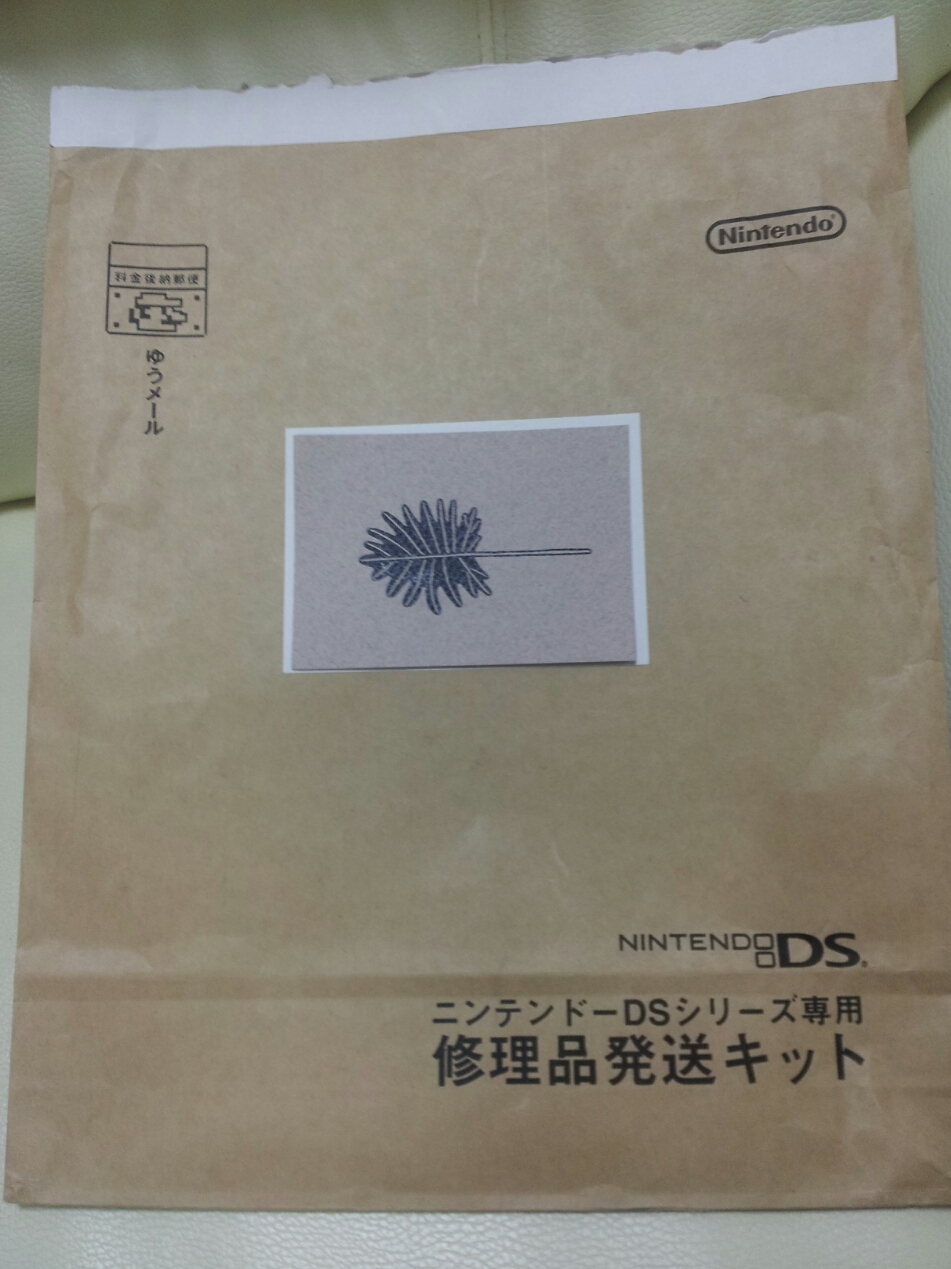 Nintendo
料金後納郵便
ゆうメール
NINTENDO DS
ニンテンドーDSシリーズ専用
修理品発送キット